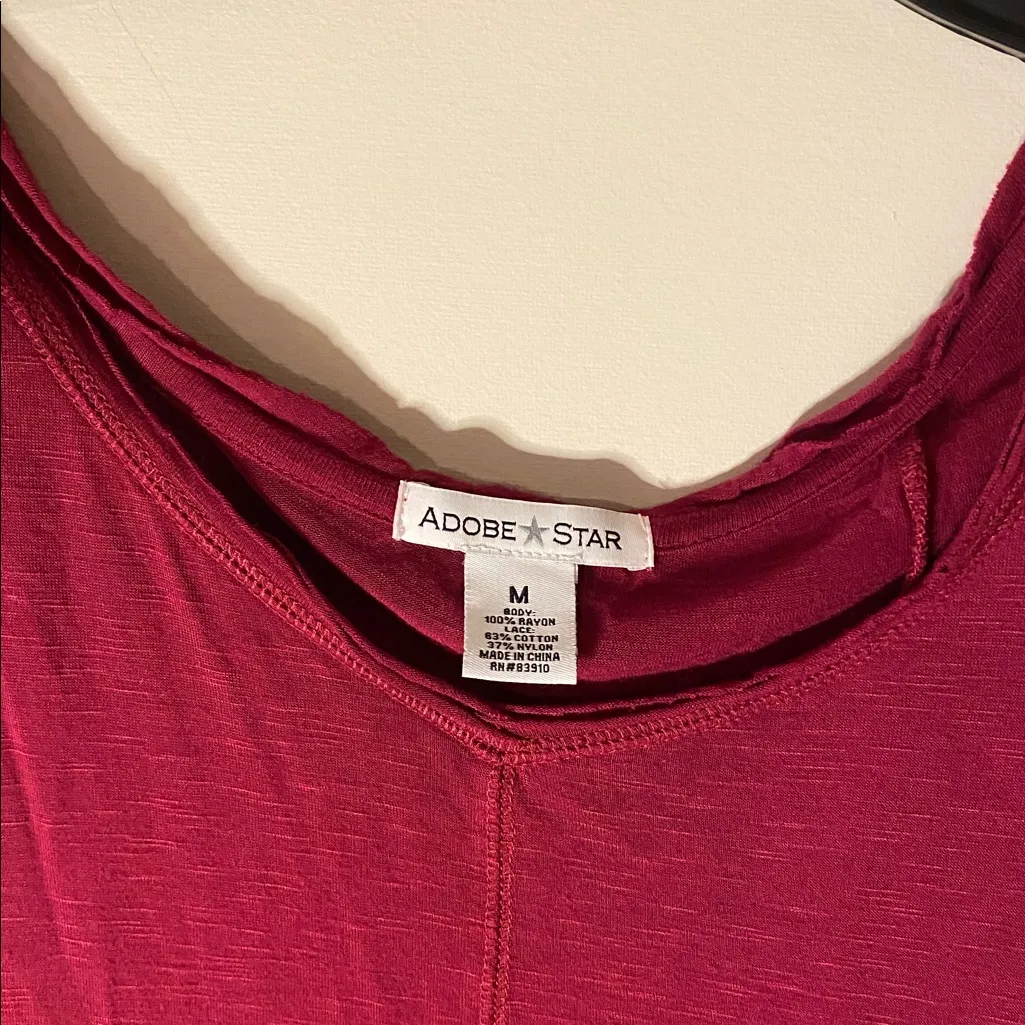 ADOBE★STAR
M
BODY:
100% RAYON
LACE:
63% COTTON
37% NYLON
MADE IN CHINA
RN#83910